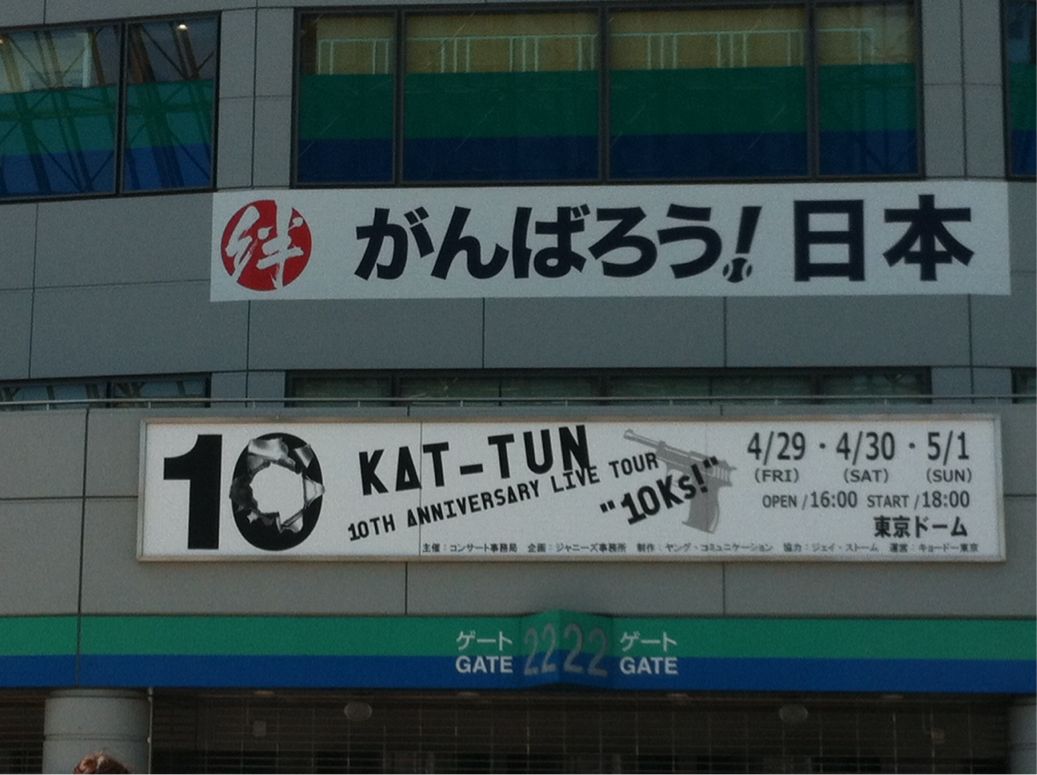 絆 がんばろう!日本
10
KAT-TUN
10TH ANNIVERSARY LIVE TOUR
"10Ks!"
4/29・4/30・5/1
(FRI) (SAT) (SUN)
OPEN/16:00 START/18:00
東京ドーム
主催:コンサート事務局 企画:ジャニーズ事務所 制作:ヤング・コミュニケーション 協力:ジェイ・ストーム 運営:キョードー東京
ゲート 22 22 ゲート
GATE GATE